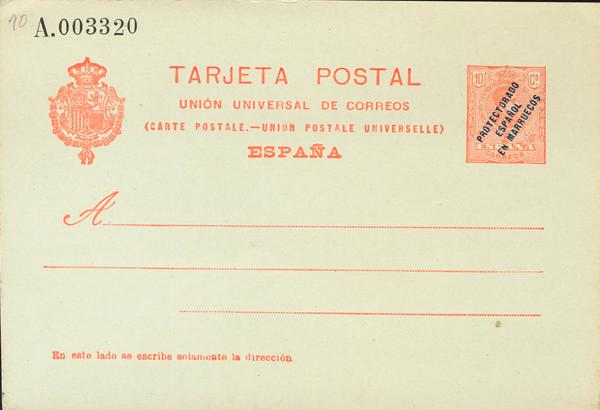 10
A.003320
TARJETA POSTAL
UNIÓN UNIVERSAL DE CORREOS
(CARTE POSTALE.—UNION POSTALE UNIVERSELLE)
ESPAÑA
10 Cs
PROTECTORADO
ESPAÑOL
EN MARRUECOS
ESPAÑA
CORREOS
A
En este lado se escribe solamente la dirección.